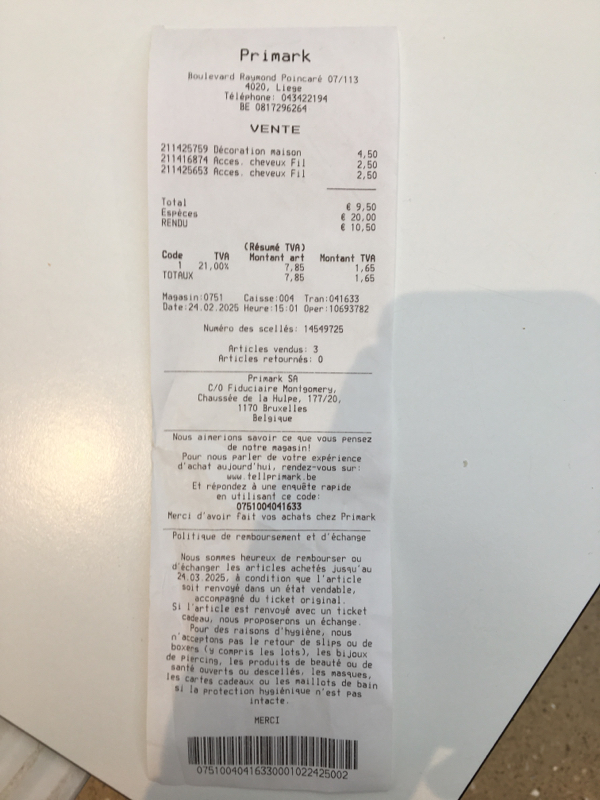 Primark
Boulevard Raymond Poincaré 07/113
4020, Liege
Téléphone: 043422194
BE 0817296264
VENTE
211425759 Décoration maison 4,50
211416874 Acces. cheveux Fil 2,50
211425653 Acces. cheveux Fil 2,50
Total € 9,50
Espèces € 20,00
RENDU € 10,50
(Résumé TVA)
Code TVA Montant art Montant TVA
1 21,00% 7,85 1,65
TOTAUX 7,85 1,65
Magasin:0751 Caisse:004 Tran:041633
Date:24.02.2025 Heure:15:01 Oper:10693782
Numéro des scellés: 14549725
Articles vendus: 3
Articles retournés: 0
Primark SA
C/O Fiduciaire Montgomery,
Chaussée de la Hulpe, 177/20,
1170 Bruxelles
Belgique
Nous aimerions savoir ce que vous pensez
de notre magasin!
Pour nous parler de votre expérience
d'achat aujourd'hui, rendez-vous sur:
www.tellprimark.be
Et répondez à une enquête rapide
en utilisant ce code:
0751004041633
Merci d'avoir fait vos achats chez Primark
Politique de remboursement et d'échange
Nous sommes heureux de rembourser ou
d'échanger les articles achetés jusqu'au
24.03.2025, à condition que l'article
soit renvoyé dans un état vendable,
accompagné du ticket original.
Si l'article est renvoyé avec un ticket
cadeau, nous proposerons un échange.
Pour des raisons d'hygiène, nous
n'acceptons pas le retour de slips ou de
boxers (y compris les lots), les bijoux
de piercing, les produits de beauté ou de
santé ouverts ou descellés, les masques,
les cartes cadeaux ou les maillots de bain
si la protection hygiénique n'est pas
intacte.
MERCI
07510040416330001022425002